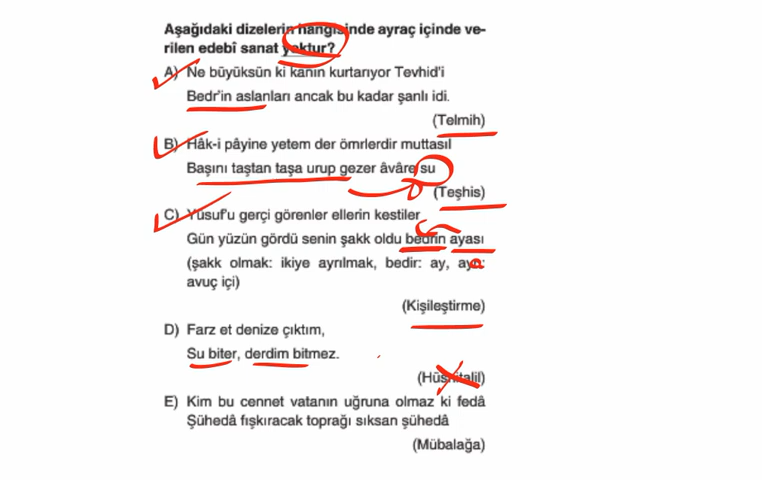 Aşağıdaki dizelerin hangisinde ayraç içinde ve-
rilen edebî sanat yoktur?
A) Ne büyüksün ki kanın kurtarıyor Tevhid'i
Bedr'in aslanları ancak bu kadar şanlı idi.
(Telmih)
B) Hâk-i pâyine yetem der ömrlerdir muttasıl
Başını taştan taşa urup gezer âvâre su
(Teşhis)
C) Yusuf'u gerçi görenler ellerin kestiler
Gün yüzün gördü senin şakk oldu bedrin ayası
(şakk olmak: ikiye ayrılmak, bedir: ay, aya:
avuç içi)
(Kişileştirme)
D) Farz et denize çıktım,
Su biter, derdim bitmez.
(Hüsnitalil)
E) Kim bu cennet vatanın uğruna olmaz ki fedâ
Şühedâ fışkıracak toprağı sıksan şühedâ
(Mübalağa)